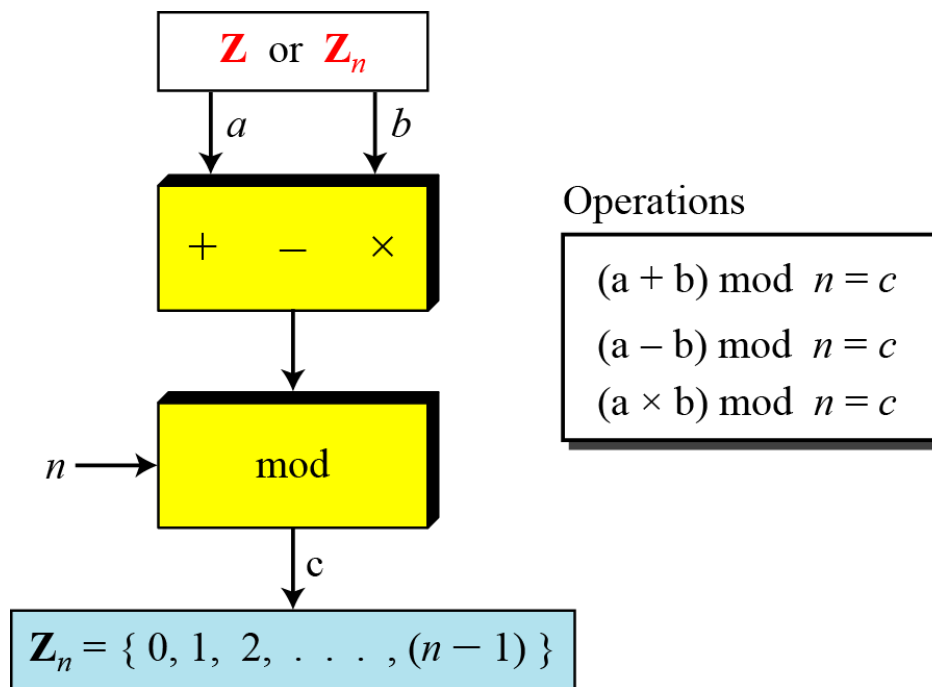 Z or Zn
a b
+ – ×
n
mod
c
Zn = { 0, 1, 2, . . . , (n – 1) }
Operations
(a + b) mod n = c
(a – b) mod n = c
(a × b) mod n = c